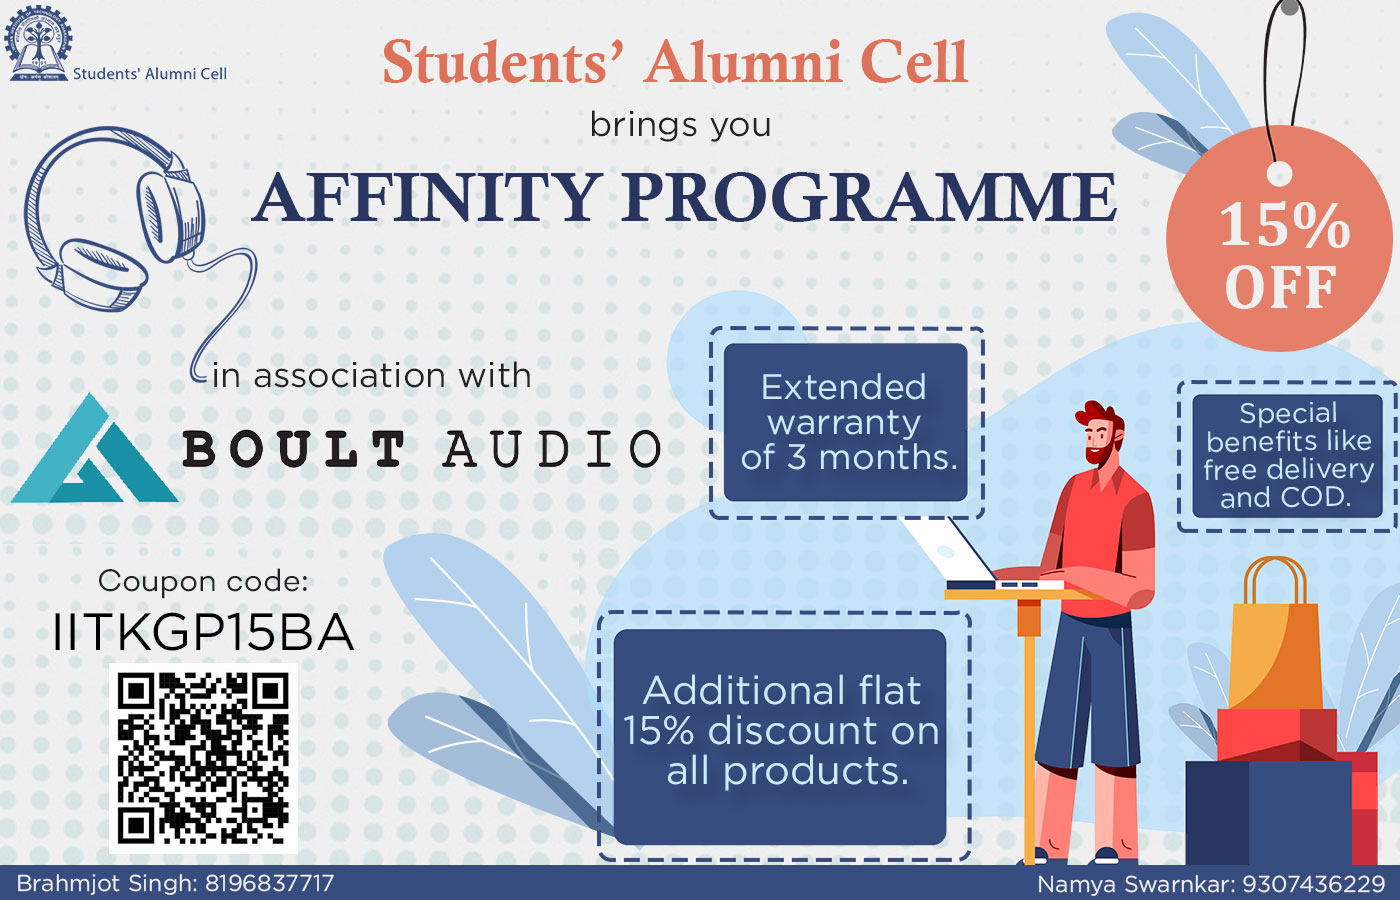 Students' Alumni Cell
Students’ Alumni Cell
brings you
AFFINITY PROGRAMME
15%
OFF
in association with
BOULT AUDIO
Extended
warranty
of 3 months.
Special
benefits like
free delivery
and COD.
Coupon code:
IITKGP15BA
Additional flat
15% discount on
all products.
Brahmjot Singh: 8196837717
Namya Swarnkar: 9307436229